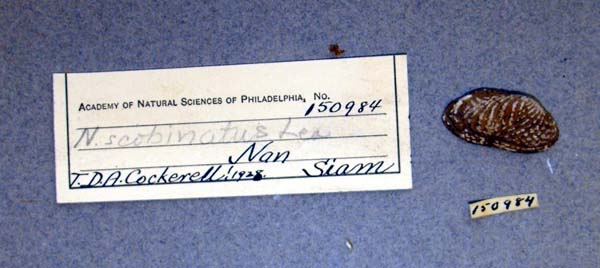 ACADEMY OF NATURAL SCIENCES OF PHILADELPHIA, No. 150984
N. scobinatus Lea
Nan
T.D.A. Cockerell! 1928. Siam
150984